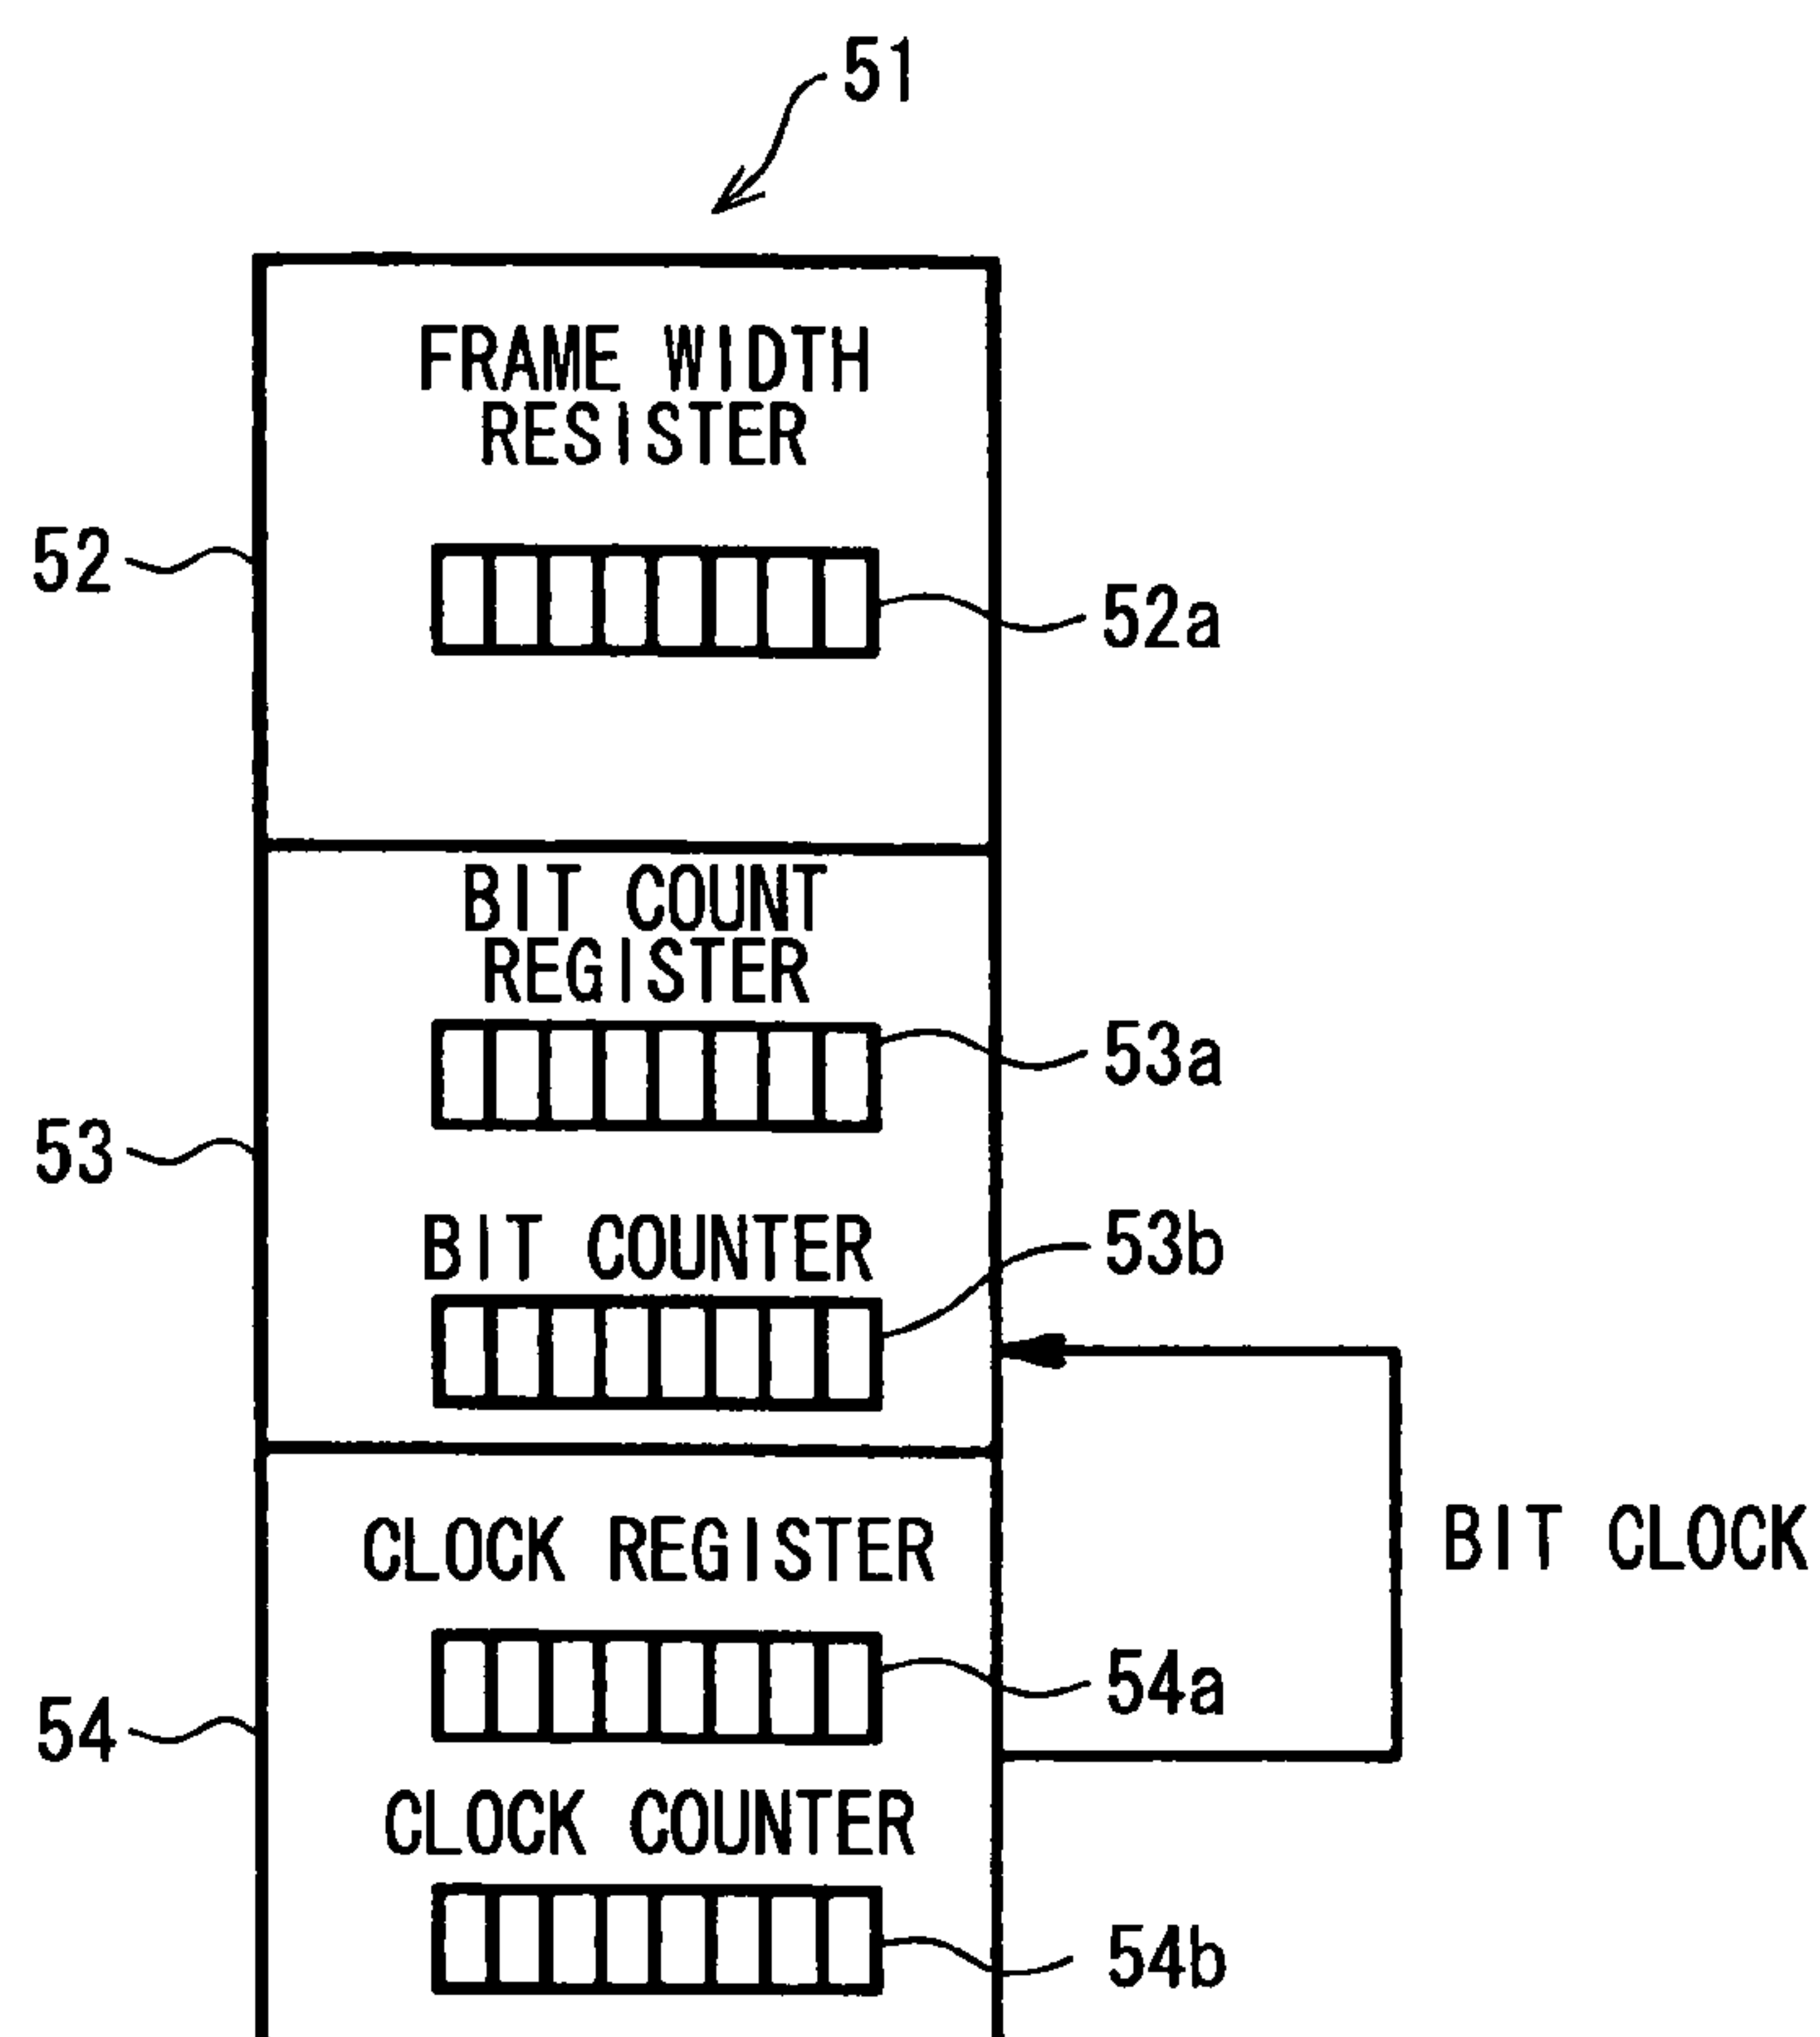 51
FRAME WIDTH
RESISTER
52
52a
BIT COUNT
REGISTER
53a
53
BIT COUNTER
53b
CLOCK REGISTER
BIT CLOCK
54a
54
CLOCK COUNTER
54b